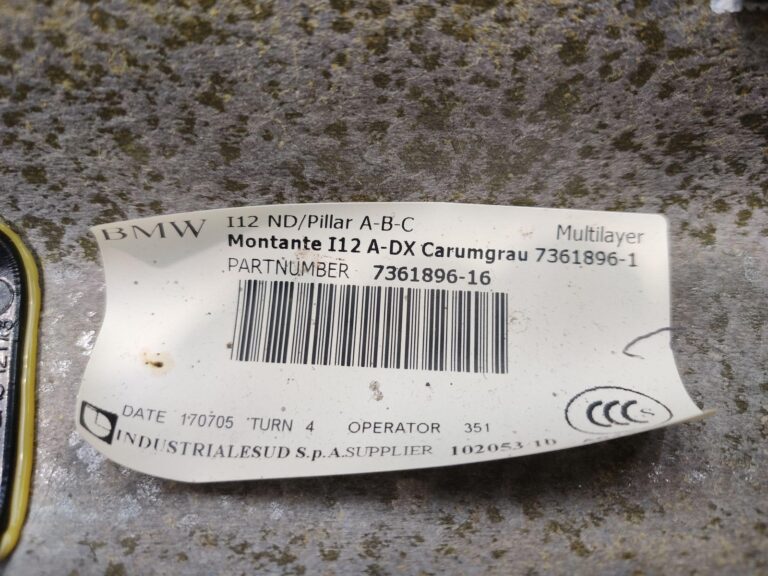 BMW I12 ND/Pillar A-B-C Multilayer
Montante I12 A-DX Carumgrau 7361896-1
PARTNUMBER 7361896-16
CCC S
DATE 170705 TURN 4 OPERATOR 351
INDUSTRIALESUD S.p.A. SUPPLIER 102053 10